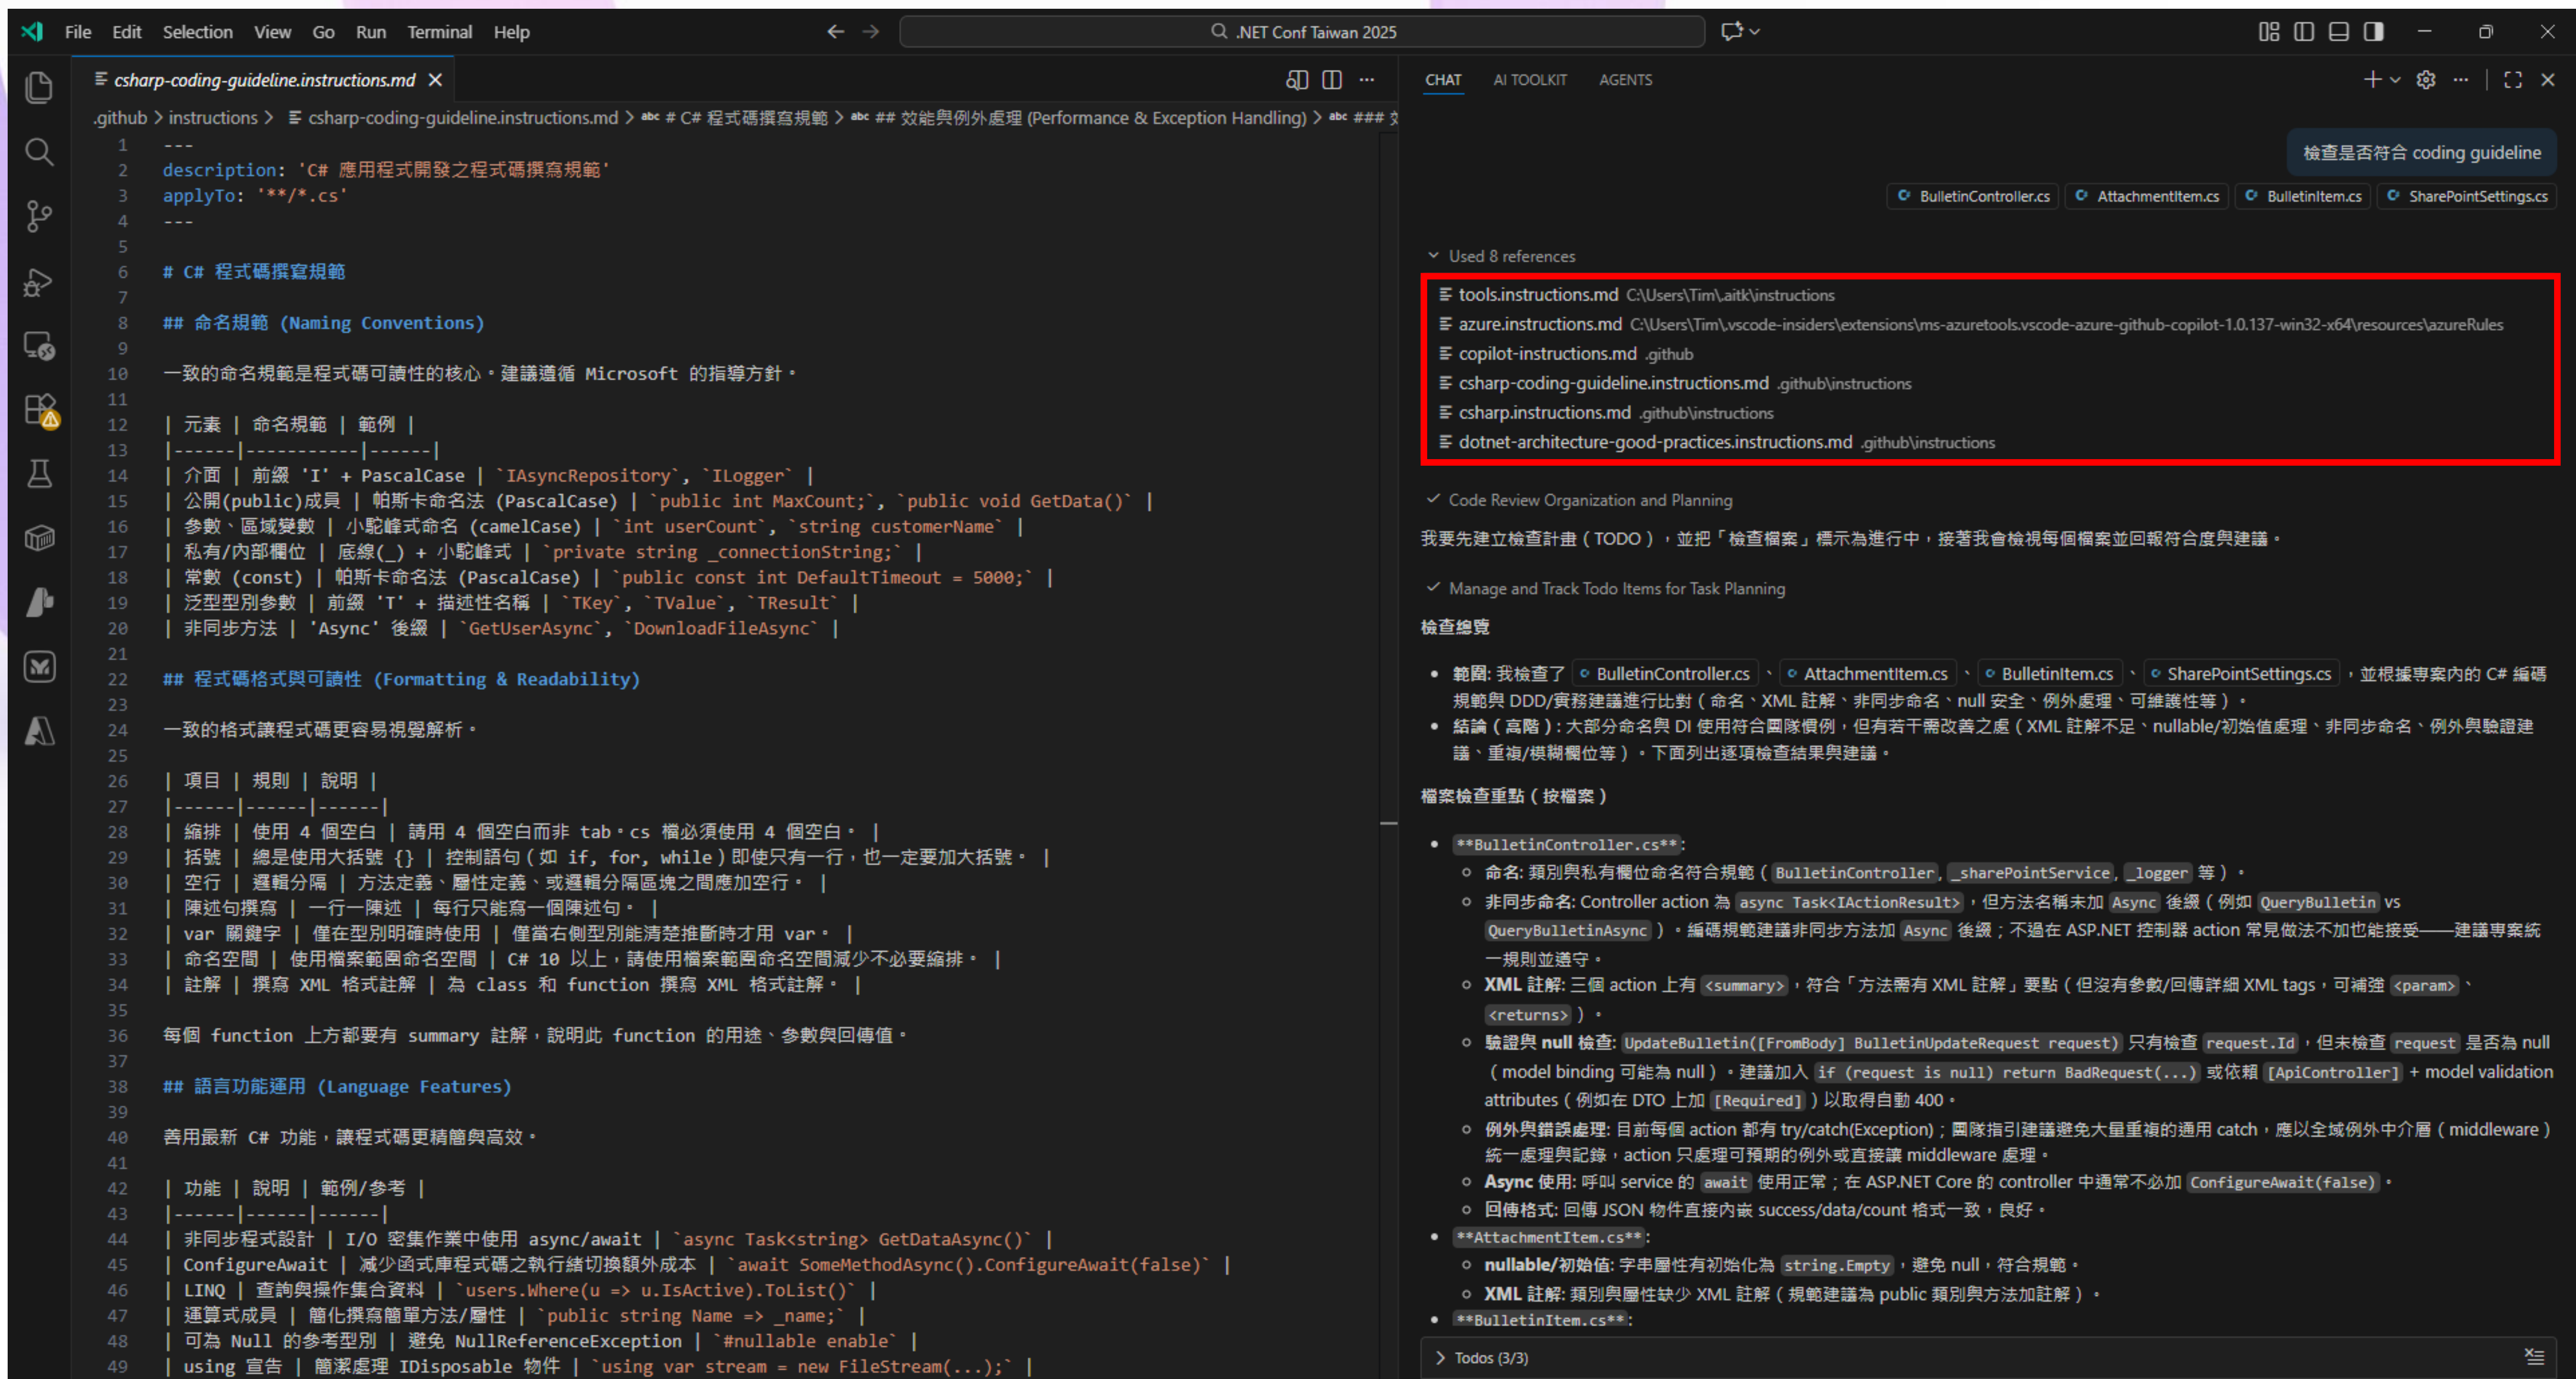 File Edit Selection View Go Run Terminal Help
.NET Conf Taiwan 2025
csharp-coding-guideline.instructions.md
.github > instructions > csharp-coding-guideline.instructions.md > abc # C# 程式碼撰寫規範 > abc ## 效能與例外處理 (Performance & Exception Handling) > abc ###
1 ---
2 description: 'C# 應用程式開發之程式碼撰寫規範'
3 applyTo: '**/*.cs'
4 ---
5
6 # C# 程式碼撰寫規範
7
8 ## 命名規範 (Naming Conventions)
9
10 一致的命名規範是程式碼可讀性的核心。建議遵循 Microsoft 的指導方針。
11
12 | 元素 | 命名規範 | 範例 |
13 |------|-----------|------|
14 | 介面 | 前綴 'I' + PascalCase | `IAsyncRepository`, `ILogger` |
15 | 公開(public)成員 | 帕斯卡命名法 (PascalCase) | `public int MaxCount;`, `public void GetData()` |
16 | 參數、區域變數 | 小駝峰式命名 (camelCase) | `int userCount`, `string customerName` |
17 | 私有/內部欄位 | 底線(_) + 小駝峰式 | `private string _connectionString;` |
18 | 常數 (const) | 帕斯卡命名法 (PascalCase) | `public const int DefaultTimeout = 5000;` |
19 | 泛型型別參數 | 前綴 'T' + 描述性名稱 | `TKey`, `TValue`, `TResult` |
20 | 非同步方法 | 'Async' 後綴 | `GetUserAsync`, `DownloadFileAsync` |
21
22 ## 程式碼格式與可讀性 (Formatting & Readability)
23
24 一致的格式讓程式碼更容易視覺解析。
25
26 | 項目 | 規則 | 說明 |
27 |------|------|------|
28 | 縮排 | 使用 4 個空白 | 請用 4 個空白而非 tab。cs 檔必須使用 4 個空白。 |
29 | 括號 | 總是使用大括號 {} | 控制語句（如 if, for, while）即使只有一行，也一定要加大括號。 |
30 | 空行 | 邏輯分隔 | 方法定義、屬性定義、或邏輯分隔區塊之間應加空行。 |
31 | 陳述句撰寫 | 一行一陳述 | 每行只能寫一個陳述句。 |
32 | var 關鍵字 | 僅在型別明確時使用 | 僅當右側型別能清楚推斷時才用 var。 |
33 | 命名空間 | 使用檔案範圍命名空間 | C# 10 以上，請使用檔案範圍命名空間減少不必要縮排。 |
34 | 註解 | 撰寫 XML 格式註解 | 為 class 和 function 撰寫 XML 格式註解。 |
35
36 每個 function 上方都要有 summary 註解，說明此 function 的用途、參數與回傳值。
37
38 ## 語言功能運用 (Language Features)
39
40 善用最新 C# 功能，讓程式碼更精簡與高效。
41
42 | 功能 | 說明 | 範例/參考 |
43 |------|------|------|
44 | 非同步程式設計 | I/O 密集作業中使用 async/await | `async Task<string> GetDataAsync()` |
45 | ConfigureAwait | 減少函式庫程式碼之執行緒切換額外成本 | `await SomeMethodAsync().ConfigureAwait(false)` |
46 | LINQ | 查詢與操作集合資料 | `users.Where(u => u.IsActive).ToList()` |
47 | 運算式成員 | 簡化撰寫簡單方法/屬性 | `public string Name => _name;` |
48 | 可為 Null 的參考型別 | 避免 NullReferenceException | `#nullable enable` |
49 | using 宣告 | 簡潔處理 IDisposable 物件 | `using var stream = new FileStream(...);` |
CHAT AI TOOLKIT AGENTS
檢查是否符合 coding guideline
BulletinController.cs AttachmentItem.cs BulletinItem.cs SharePointSettings.cs
Used 8 references
tools.instructions.md C:\Users\Tim\.aitk\instructions
azure.instructions.md C:\Users\Tim\.vscode-insiders\extensions\ms-azuretools.vscode-azure-github-copilot-1.0.137-win32-x64\resources\azureRules
copilot-instructions.md .github
csharp-coding-guideline.instructions.md .github\instructions
csharp.instructions.md .github\instructions
dotnet-architecture-good-practices.instructions.md .github\instructions
Code Review Organization and Planning
我要先建立檢查計畫（TODO），並把「檢查檔案」標示為進行中，接著我會檢視每個檔案並回報符合度與建議。
Manage and Track Todo Items for Task Planning
檢查總覽
• 範圍: 我檢查了 BulletinController.cs 、 AttachmentItem.cs 、 BulletinItem.cs 、 SharePointSettings.cs ，並根據專案內的 C# 編碼
規範與 DDD/實務建議進行比對（命名、XML 註解、非同步命名、null 安全、例外處理、可維護性等）。
• 結論（高階）: 大部分命名與 DI 使用符合團隊慣例，但有若干需改善之處（XML 註解不足、nullable/初始值處理、非同步命名、例外與驗證建
議、重複/模糊欄位等）。下面列出逐項檢查結果與建議。
檔案檢查重點（按檔案）
• **BulletinController.cs**:
◦ 命名: 類別與私有欄位命名符合規範（BulletinController, _sharePointService, _logger 等）。
◦ 非同步命名: Controller action 為 async Task<IActionResult>，但方法名稱未加 Async 後綴（例如 QueryBulletin vs
QueryBulletinAsync）。編碼規範建議非同步方法加 Async 後綴；不過在 ASP.NET 控制器 action 常見做法不加也能接受——建議專案統
一規則並遵守。
◦ XML 註解: 三個 action 上有 <summary>，符合「方法需有 XML 註解」要點（但沒有參數/回傳詳細 XML tags，可補強 <param>、
<returns>）。
◦ 驗證與 null 檢查: UpdateBulletin([FromBody] BulletinUpdateRequest request) 只有檢查 request.Id，但未檢查 request 是否為 null
（model binding 可能為 null）。建議加入 if (request is null) return BadRequest(...) 或依賴 [ApiController] + model validation
attributes（例如在 DTO 上加 [Required]）以取得自動 400。
◦ 例外與錯誤處理: 目前每個 action 都有 try/catch(Exception)；團隊指引建議避免大量重複的通用 catch，應以全域例外中介層（middleware）
統一處理與記錄，action 只處理可預期的例外或直接讓 middleware 處理。
◦ Async 使用: 呼叫 service 的 await 使用正常；在 ASP.NET Core 的 controller 中通常不必加 ConfigureAwait(false)。
◦ 回傳格式: 回傳 JSON 物件直接內嵌 success/data/count 格式一致，良好。
• **AttachmentItem.cs**:
◦ nullable/初始值: 字串屬性有初始化為 string.Empty，避免 null，符合規範。
◦ XML 註解: 類別與屬性缺少 XML 註解（規範建議為 public 類別與方法加註解）。
• **BulletinItem.cs**:
Todos (3/3)